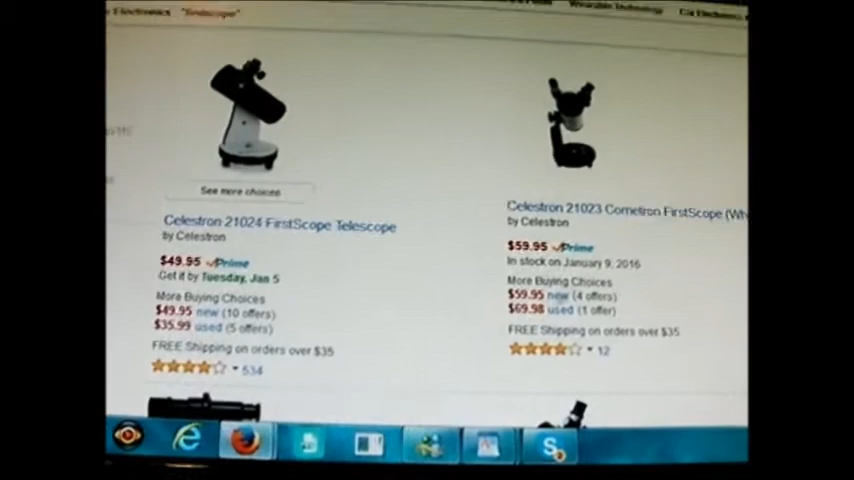 Electronics "Telescope"
Wearable Technology
Car Electronics
See more choices
Celestron 21024 FirstScope Telescope
by Celestron
$49.95 Prime
Get it by Tuesday, Jan 5
More Buying Choices
$49.95 new (10 offers)
$35.99 used (5 offers)
FREE Shipping on orders over $35
534
Celestron 21023 Cometron FirstScope (Wh
by Celestron
$59.95 Prime
In stock on January 9, 2016
More Buying Choices
$59.95 new (4 offers)
$69.98 used (1 offer)
FREE Shipping on orders over $35
12